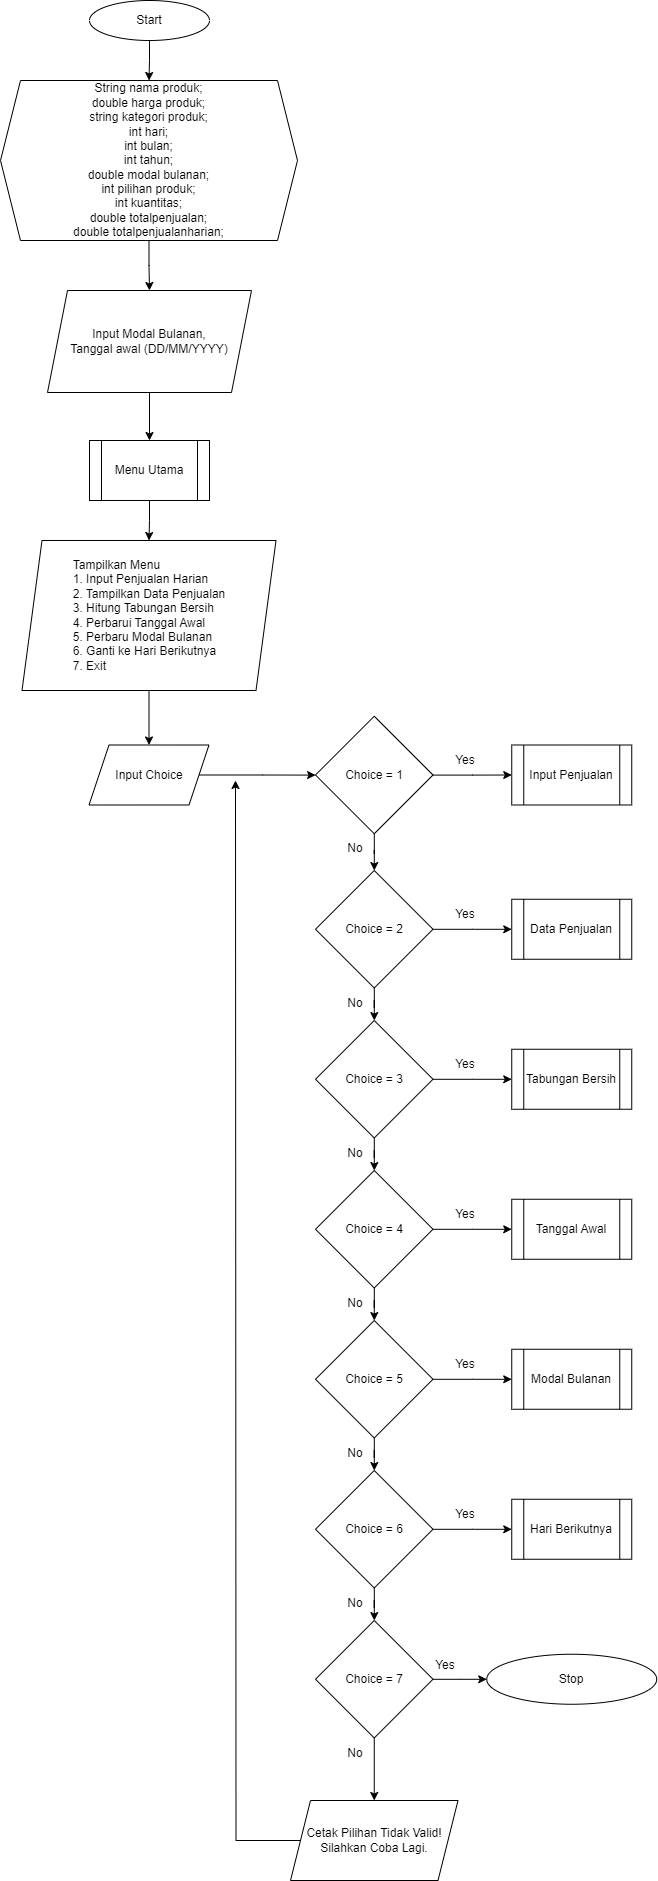 Start
String nama produk;
double harga produk;
string kategori produk;
int hari;
int bulan;
int tahun;
double modal bulanan;
int pilihan produk;
int kuantitas;
double totalpenjualan;
double totalpenjualanharian;
Input Modal Bulanan,
Tanggal awal (DD/MM/YYYY)
Menu Utama
Tampilkan Menu
1. Input Penjualan Harian
2. Tampilkan Data Penjualan
3. Hitung Tabungan Bersih
4. Perbarui Tanggal Awal
5. Perbaru Modal Bulanan
6. Ganti ke Hari Berikutnya
7. Exit
Input Choice
Choice = 1
Yes
Input Penjualan
No
Choice = 2
Yes
Data Penjualan
No
Choice = 3
Yes
Tabungan Bersih
No
Choice = 4
Yes
Tanggal Awal
No
Choice = 5
Yes
Modal Bulanan
No
Choice = 6
Yes
Hari Berikutnya
No
Choice = 7
Yes
Stop
No
Cetak Pilihan Tidak Valid!
Silahkan Coba Lagi.